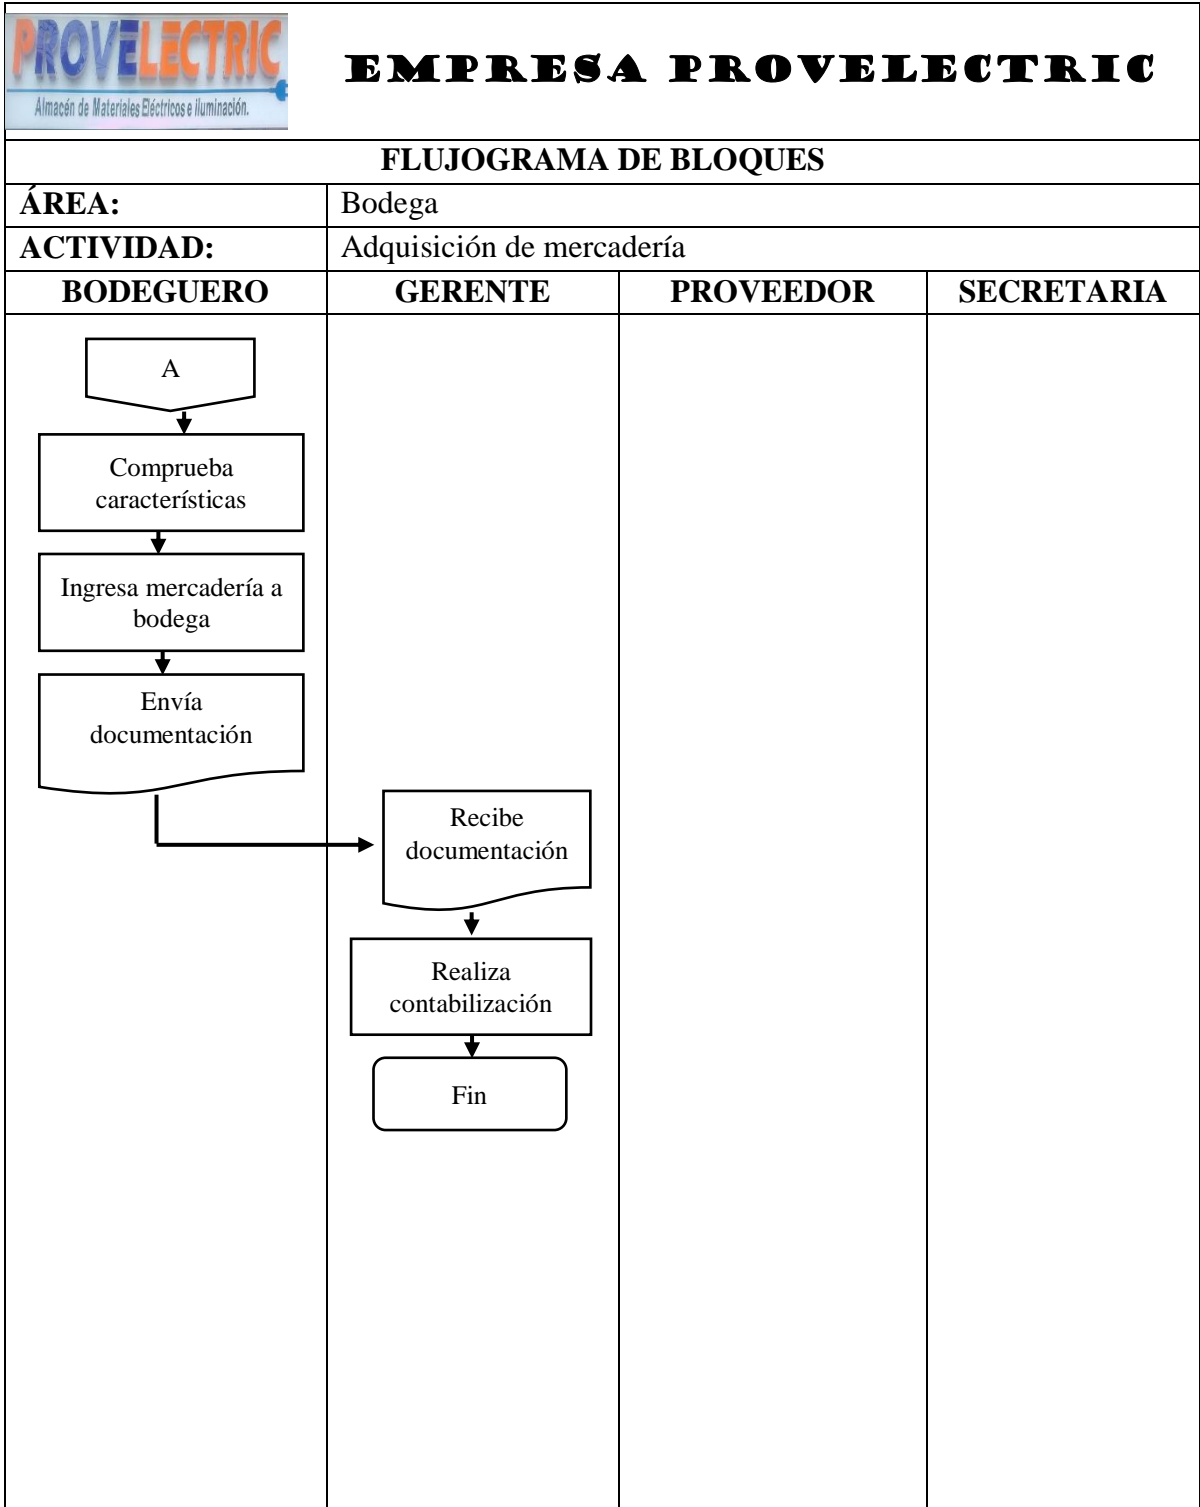 PROVELECTRIC
Almacén de Materiales Eléctricos e Iluminación.
EMPRESA PROVELECTRIC
FLUJOGRAMA DE BLOQUES
ÁREA: Bodega
ACTIVIDAD: Adquisición de mercadería
BODEGUERO GERENTE PROVEEDOR SECRETARIA
A
Comprueba
características
Ingresa mercadería a
bodega
Envía
documentación
Recibe
documentación
Realiza
contabilización
Fin